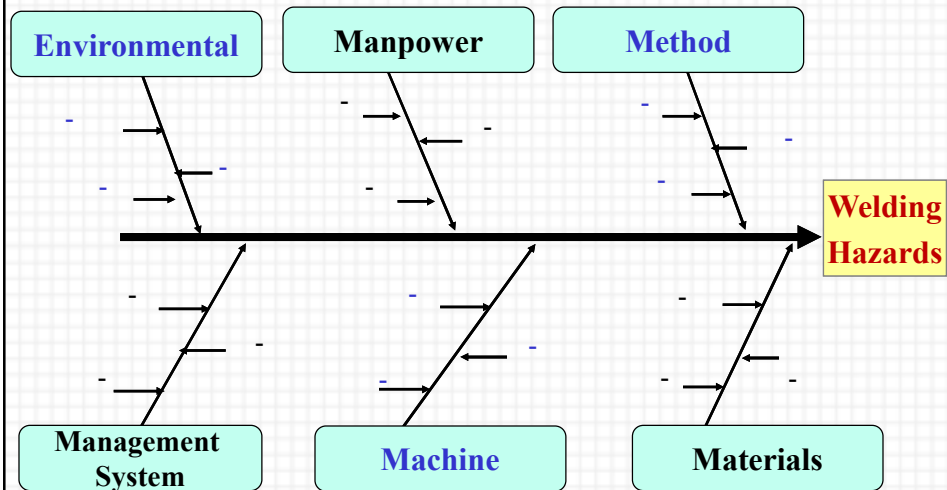 Environmental
Manpower
Method
-
-
-
-
-
-
-
-
-
Welding
Hazards
-
-
-
-
-
-
-
-
-
Management
System
Machine
Materials